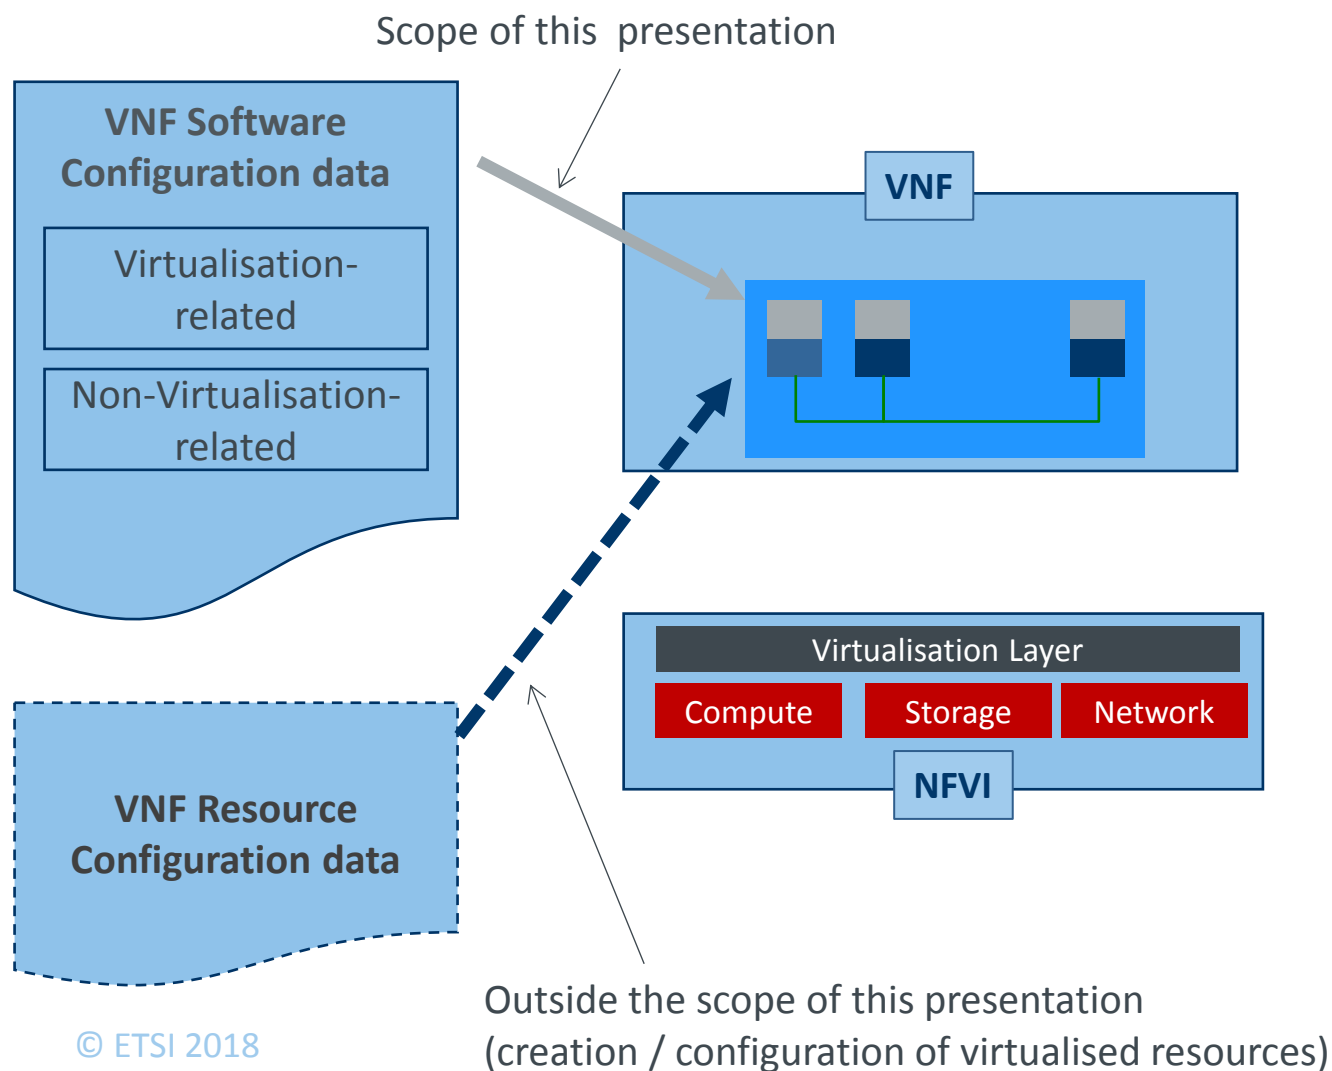 Scope of this  presentation
VNF Software
Configuration data
Virtualisation-
related
Non-Virtualisation-
related
VNF
Virtualisation Layer
Compute
Storage
Network
NFVI
VNF Resource
Configuration data
Outside the scope of this presentation
(creation / configuration of virtualised resources)
© ETSI 2018